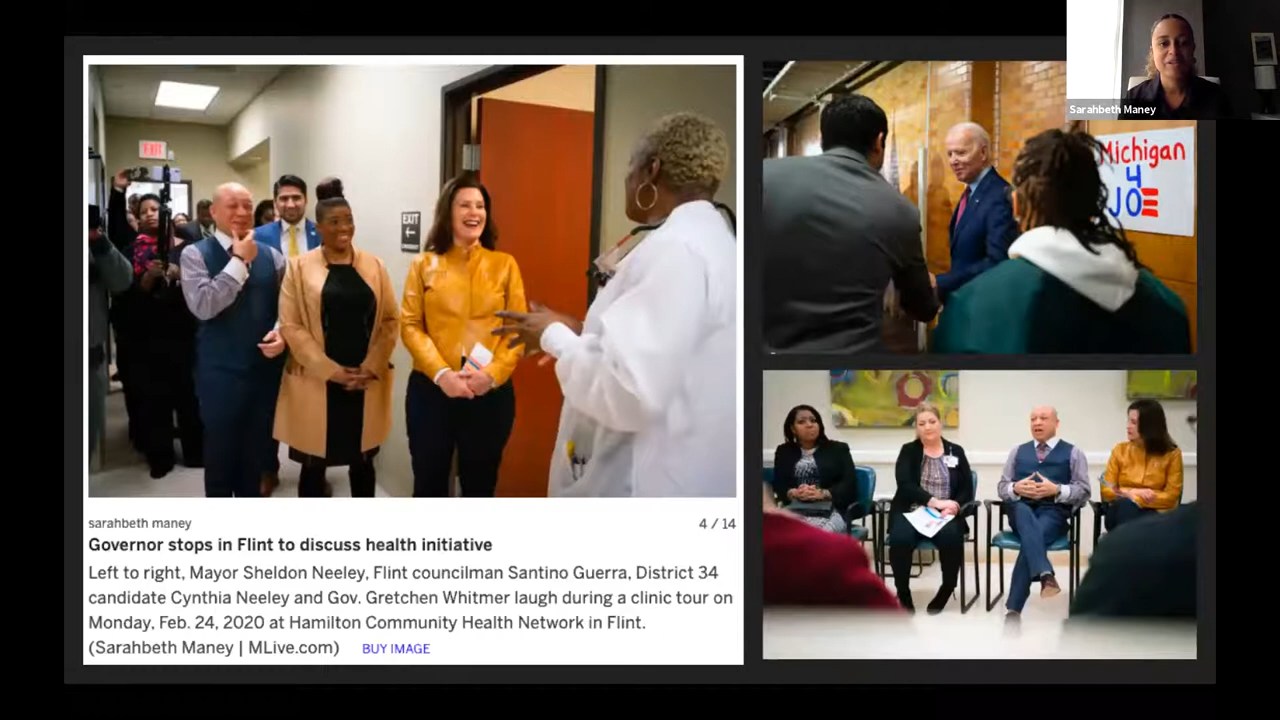 Sarahbeth Maney
EXIT
EXIT
Michigan
4
JOE
sarahbeth maney
4 / 14
Governor stops in Flint to discuss health initiative
Left to right, Mayor Sheldon Neeley, Flint councilman Santino Guerra, District 34
candidate Cynthia Neeley and Gov. Gretchen Whitmer laugh during a clinic tour on
Monday, Feb. 24, 2020 at Hamilton Community Health Network in Flint.
(Sarahbeth Maney | MLive.com) BUY IMAGE